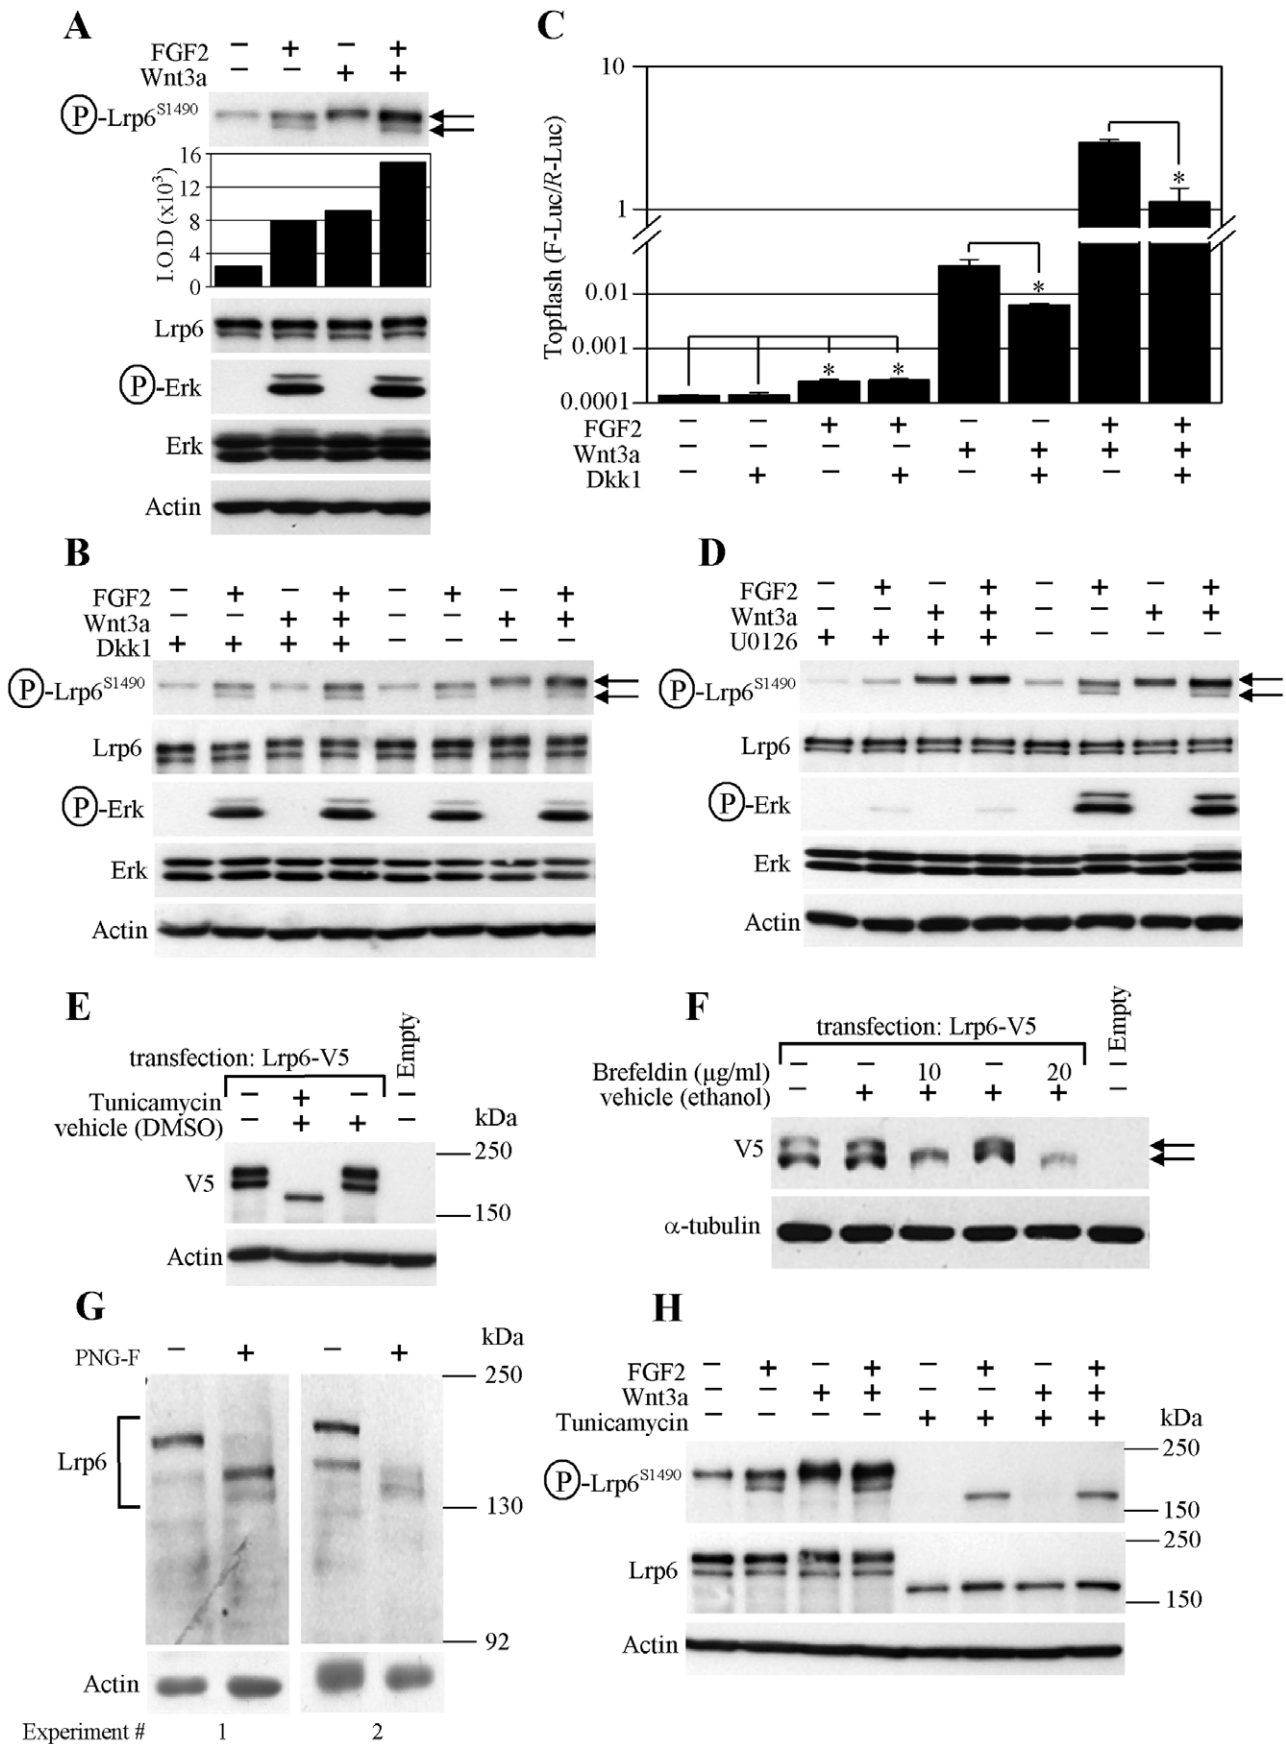 A
FGF2 − + − +
Wnt3a − − + +
P-Lrp6S1490
I.O.D (x10³)
16
12
8
4
0
Lrp6
P-Erk
Erk
Actin
C
Topflash (F-Luc/R-Luc)
10
1
0.01
0.001
0.0001
* * * *
FGF2 − − + + − − + +
Wnt3a − − − − + + + +
Dkk1 − + − + − + − +
B
FGF2 − + − + − + − +
Wnt3a − − + + − − + +
Dkk1 + + + + − − − −
P-Lrp6S1490
Lrp6
P-Erk
Erk
Actin
D
FGF2 − + − + − + − +
Wnt3a − − + + − − + +
U0126 + + + + − − − −
P-Lrp6S1490
Lrp6
P-Erk
Erk
Actin
E
transfection: Lrp6-V5 Empty
Tunicamycin − + − −
vehicle (DMSO) − + + −
kDa
V5
250
150
Actin
F
transfection: Lrp6-V5 Empty
Brefeldin (µg/ml) − − 10 − 20 −
vehicle (ethanol) − + + + + −
V5
α-tubulin
G
kDa
PNG-F − + − +
250
Lrp6
130
92
Actin
Experiment # 1 2
H
FGF2 − + − + − + − +
Wnt3a − − + + − − + +
Tunicamycin − − − − + + + +
kDa
P-Lrp6S1490
250
150
Lrp6
250
150
Actin